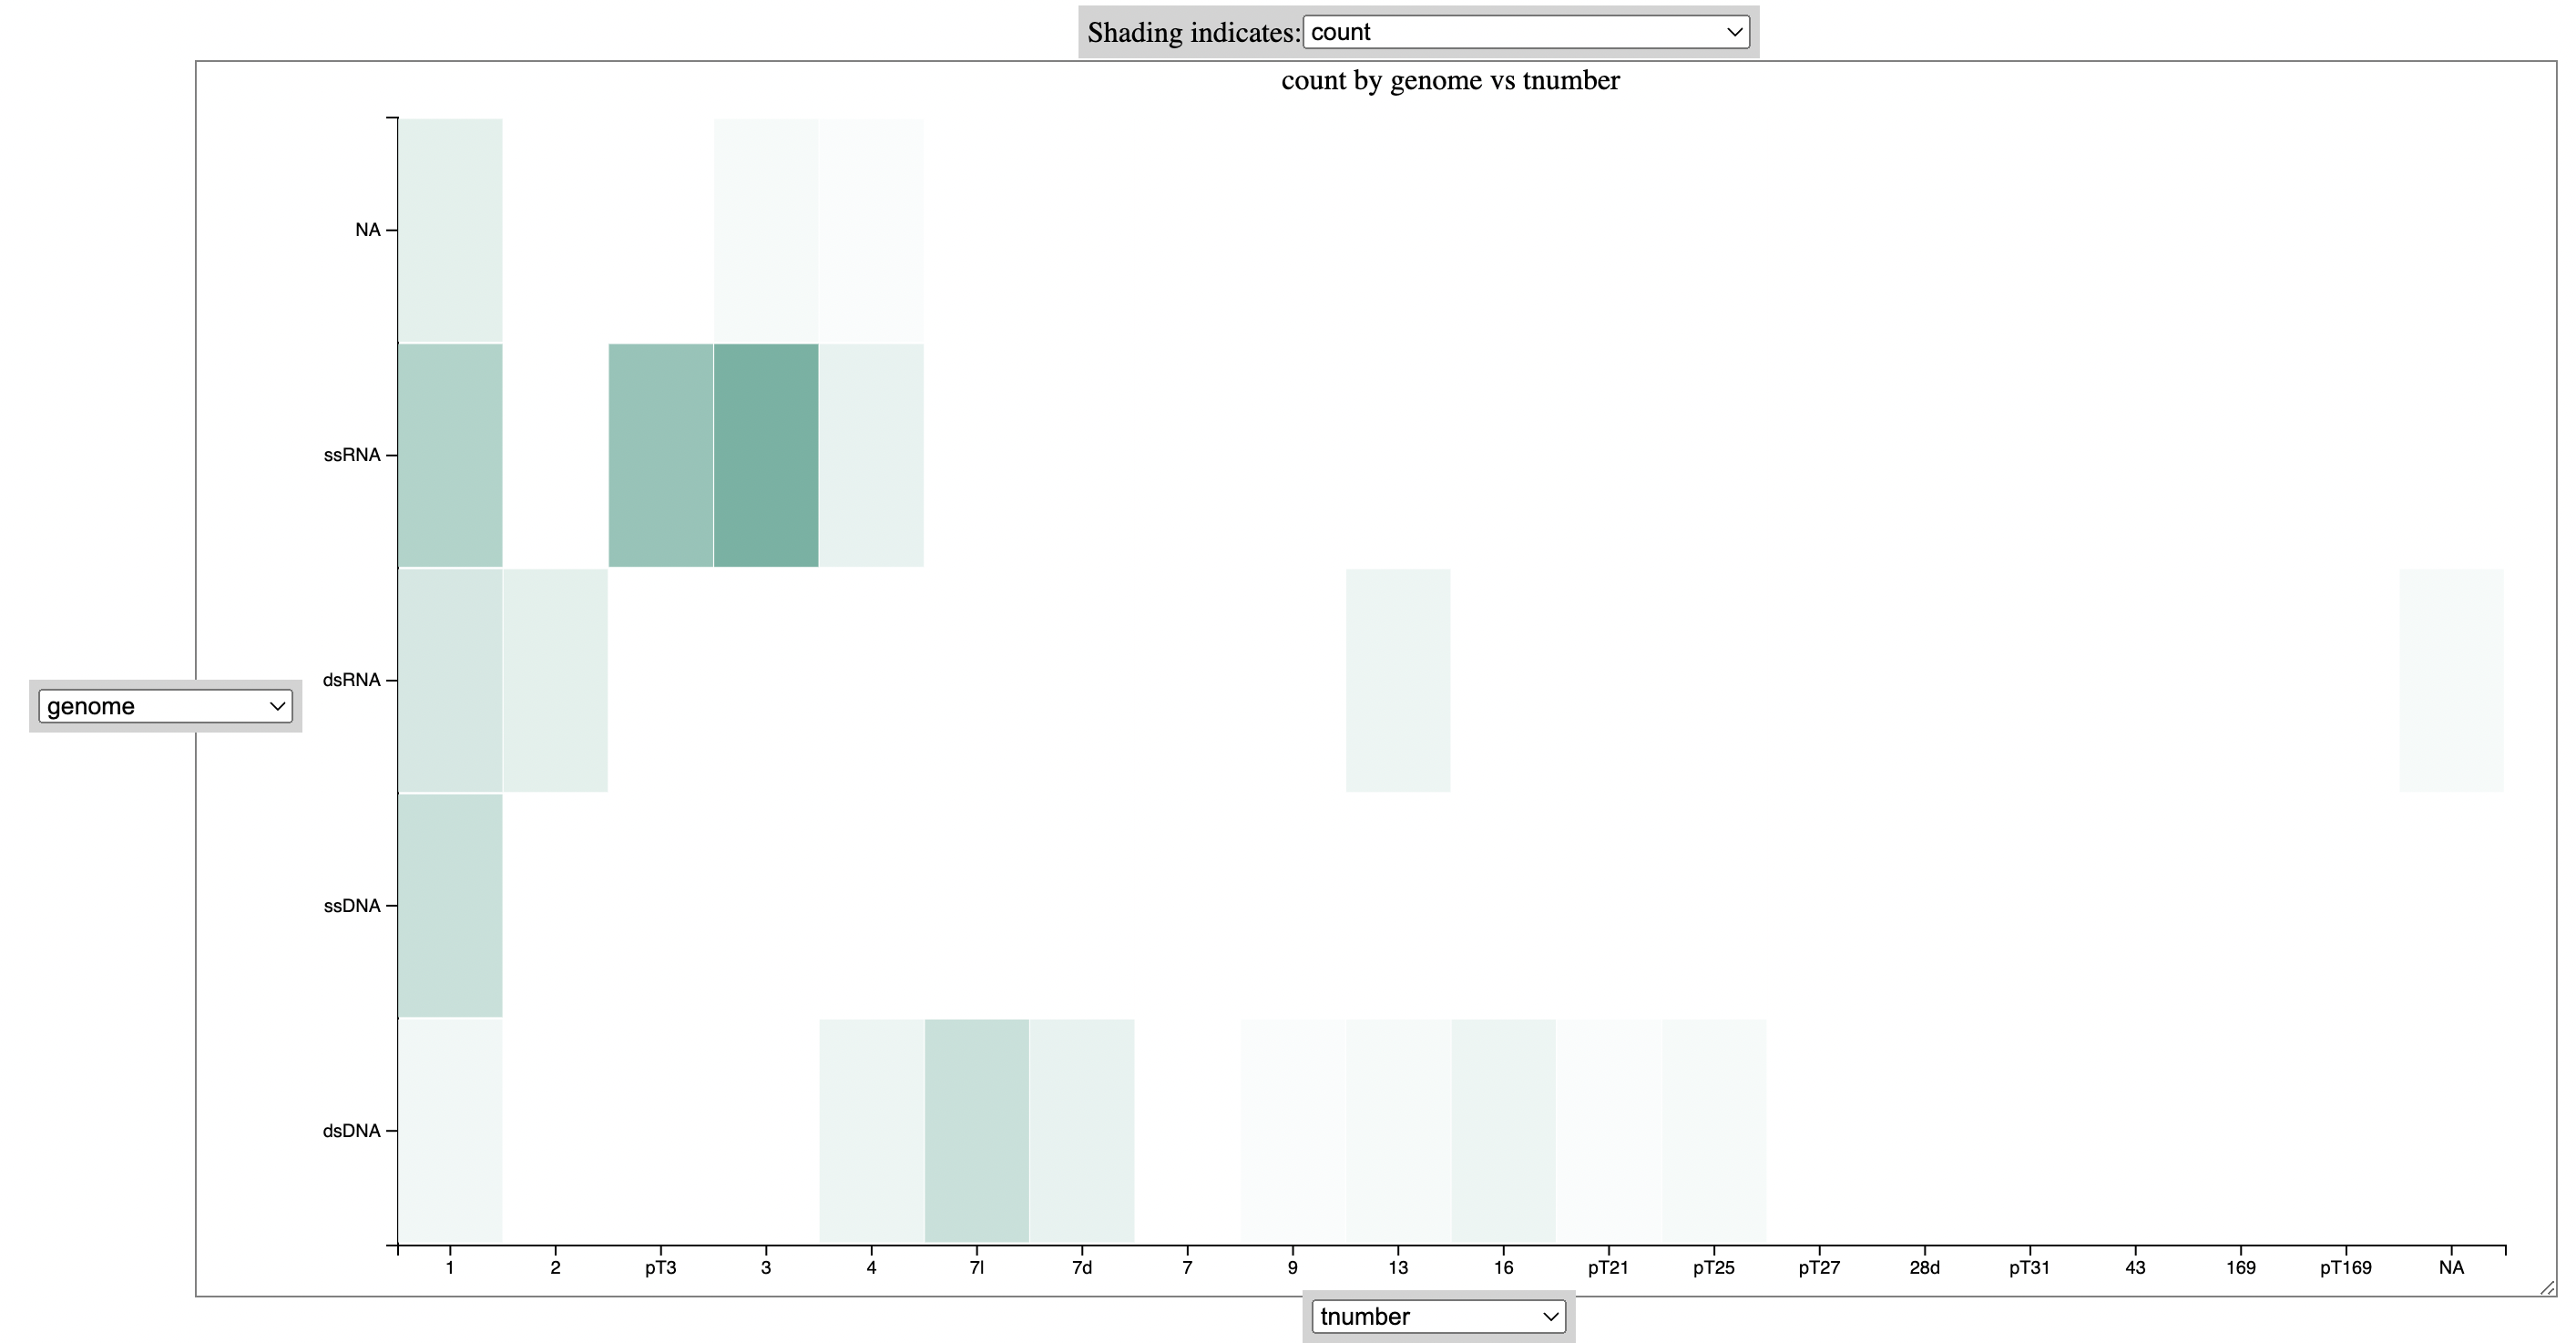 Shading indicates: count
count by genome vs tnumber
NA
ssRNA
dsRNA
genome
ssDNA
dsDNA
1 2 pT3 3 4 7l 7d 7 9 13 16 pT21 pT25 pT27 28d pT31 43 169 pT169 NA
tnumber